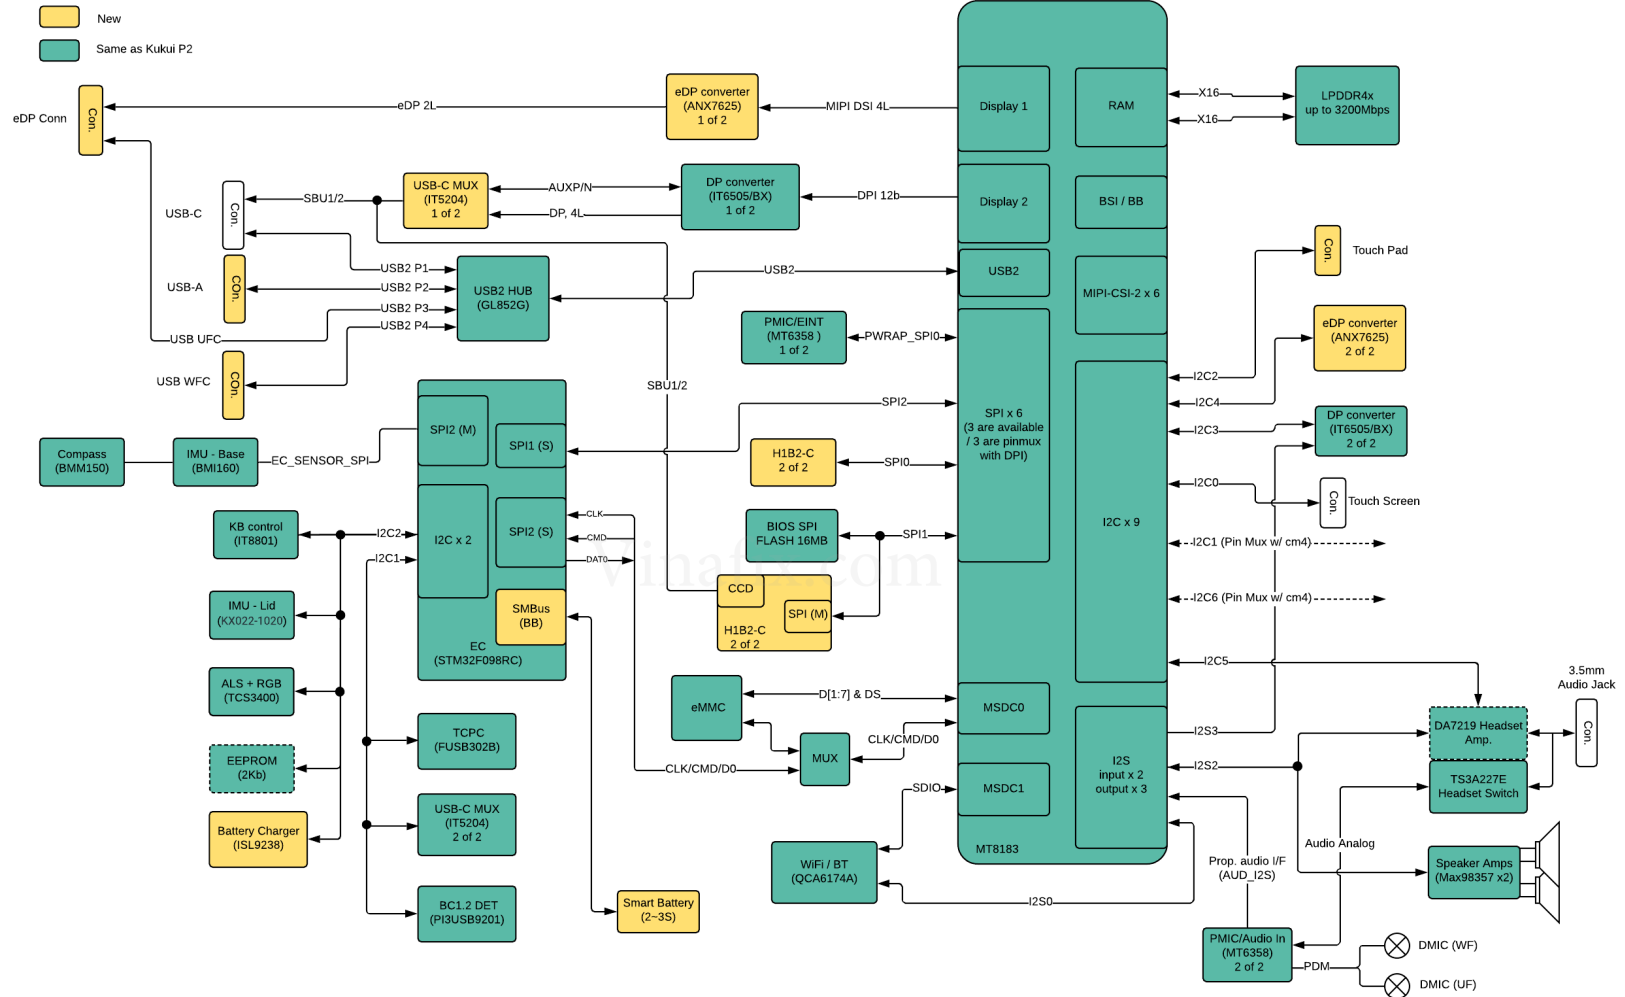 New
Same as Kukui P2
eDP Conn
Con.
eDP 2L
eDP converter
(ANX7625)
1 of 2
MIPI DSI 4L
Display 1
RAM
X16
X16
LPDDR4x
up to 3200Mbps
USB-C
Con.
SBU1/2
USB-C MUX
(IT5204)
1 of 2
AUXP/N
DP, 4L
DP converter
(IT6505/BX)
1 of 2
DPI 12b
Display 2
BSI / BB
USB-A
COn.
USB2 P1
USB2 P2
USB2 P3
USB2 P4
USB2 HUB
(GL852G)
USB2
USB2
MIPI-CSI-2 x 6
Con.
Touch Pad
USB UFC
USB WFC
COn.
PMIC/EINT
(MT6358 )
1 of 2
PWRAP_SPI0
eDP converter
(ANX7625)
2 of 2
SBU1/2
I2C2
I2C4
I2C3
DP converter
(IT6505/BX)
2 of 2
SPI2
SPI x 6
(3 are available
/ 3 are pinmux
with DPI)
SPI2 (M)
SPI1 (S)
Compass
(BMM150)
IMU - Base
(BMI160)
EC_SENSOR_SPI
H1B2-C
2 of 2
SPI0
I2C0
Con.
Touch Screen
KB control
(IT8801)
I2C2
I2C1
I2C x 2
SPI2 (S)
CLK
CMD
DAT0
BIOS SPI
FLASH 16MB
SPI1
I2C x 9
I2C1 (Pin Mux w/ cm4)
Vinafix.com
IMU - Lid
(KX022-1020)
SMBus
(BB)
CCD
SPI (M)
H1B2-C
2 of 2
I2C6 (Pin Mux w/ cm4)
EC
(STM32F098RC)
ALS + RGB
(TCS3400)
eMMC
D[1:7] & DS
MSDC0
I2C5
3.5mm
Audio Jack
Con.
TCPC
(FUSB302B)
CLK/CMD/D0
MUX
CLK/CMD/D0
I2S3
DA7219 Headset
Amp.
EEPROM
(2Kb)
I2S
input x 2
output x 3
I2S2
TS3A227E
Headset Switch
SDIO
MSDC1
USB-C MUX
(IT5204)
2 of 2
Battery Charger
(ISL9238)
MT8183
Audio Analog
WiFi / BT
(QCA6174A)
Prop. audio I/F
(AUD_I2S)
Speaker Amps
(Max98357 x2)
BC1.2 DET
(PI3USB9201)
Smart Battery
(2~3S)
I2S0
PMIC/Audio In
(MT6358)
2 of 2
PDM
DMIC (WF)
DMIC (UF)